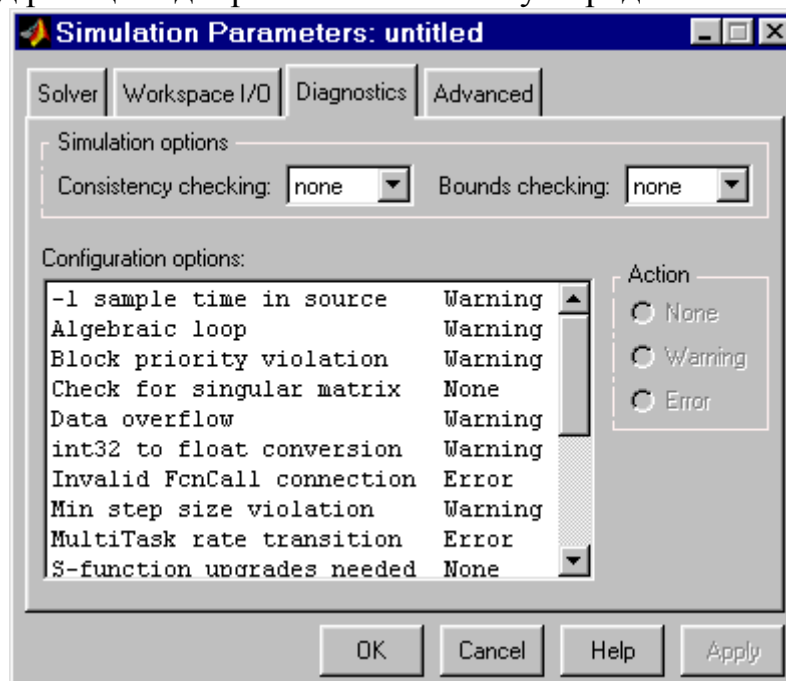 Simulation Parameters: untitled
Solver Workspace I/O Diagnostics Advanced
Simulation options
Consistency checking: none Bounds checking: none
Configuration options:
-1 sample time in source Warning
Algebraic loop Warning
Block priority violation Warning
Check for singular matrix None
Data overflow Warning
int32 to float conversion Warning
Invalid FcnCall connection Error
Min step size violation Warning
MultiTask rate transition Error
S-function upgrades needed None
Action
None
Warning
Error
OK Cancel Help Apply